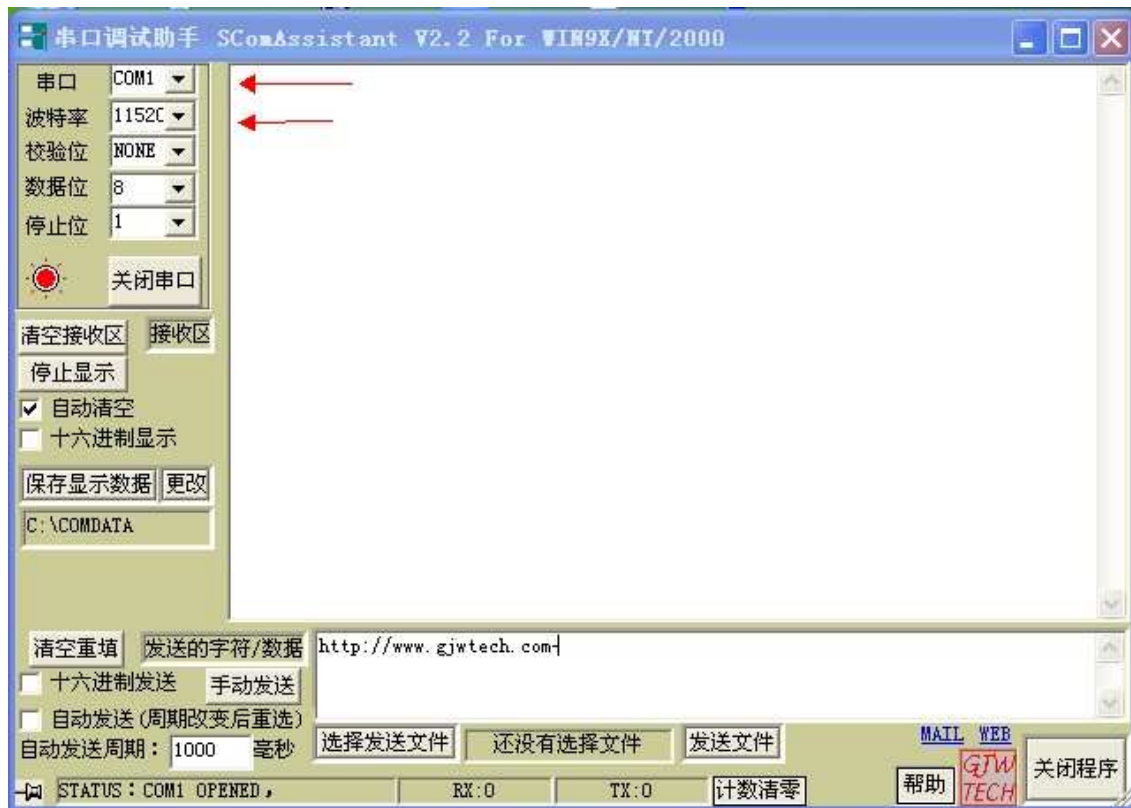 串口调试助手 SComAssistant V2.2 For WIN9X/NT/2000
串口 COM1
波特率 1152
校验位 NONE
数据位 8
停止位 1
关闭串口
清空接收区 接收区
停止显示
自动清空
十六进制显示
保存显示数据 更改
C:\COMDATA
清空重填 发送的字符/数据 http://www.gjwtech.com
十六进制发送 手动发送
自动发送(周期改变后重选)
自动发送周期: 1000 毫秒 选择发送文件 还没有选择文件 发送文件 MAIL WEB
STATUS:COM1 OPENED, RX:0 TX:0 计数清零 帮助 GJW TECH 关闭程序